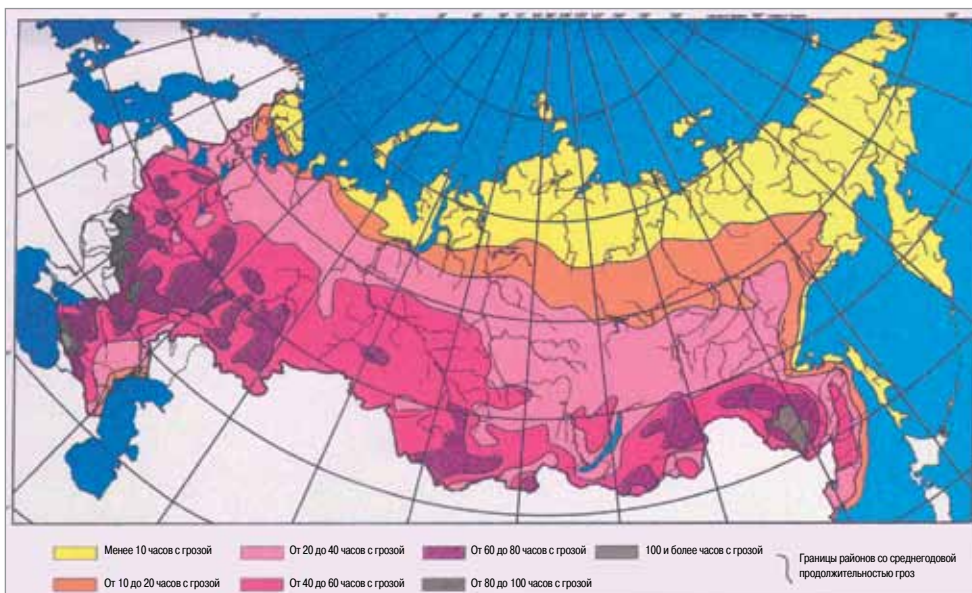 Менее 10 часов с грозой
От 20 до 40 часов с грозой
От 60 до 80 часов с грозой
100 и более часов с грозой
Границы районов со среднегодовой
продолжительностью гроз
От 10 до 20 часов с грозой
От 40 до 60 часов с грозой
От 80 до 100 часов с грозой